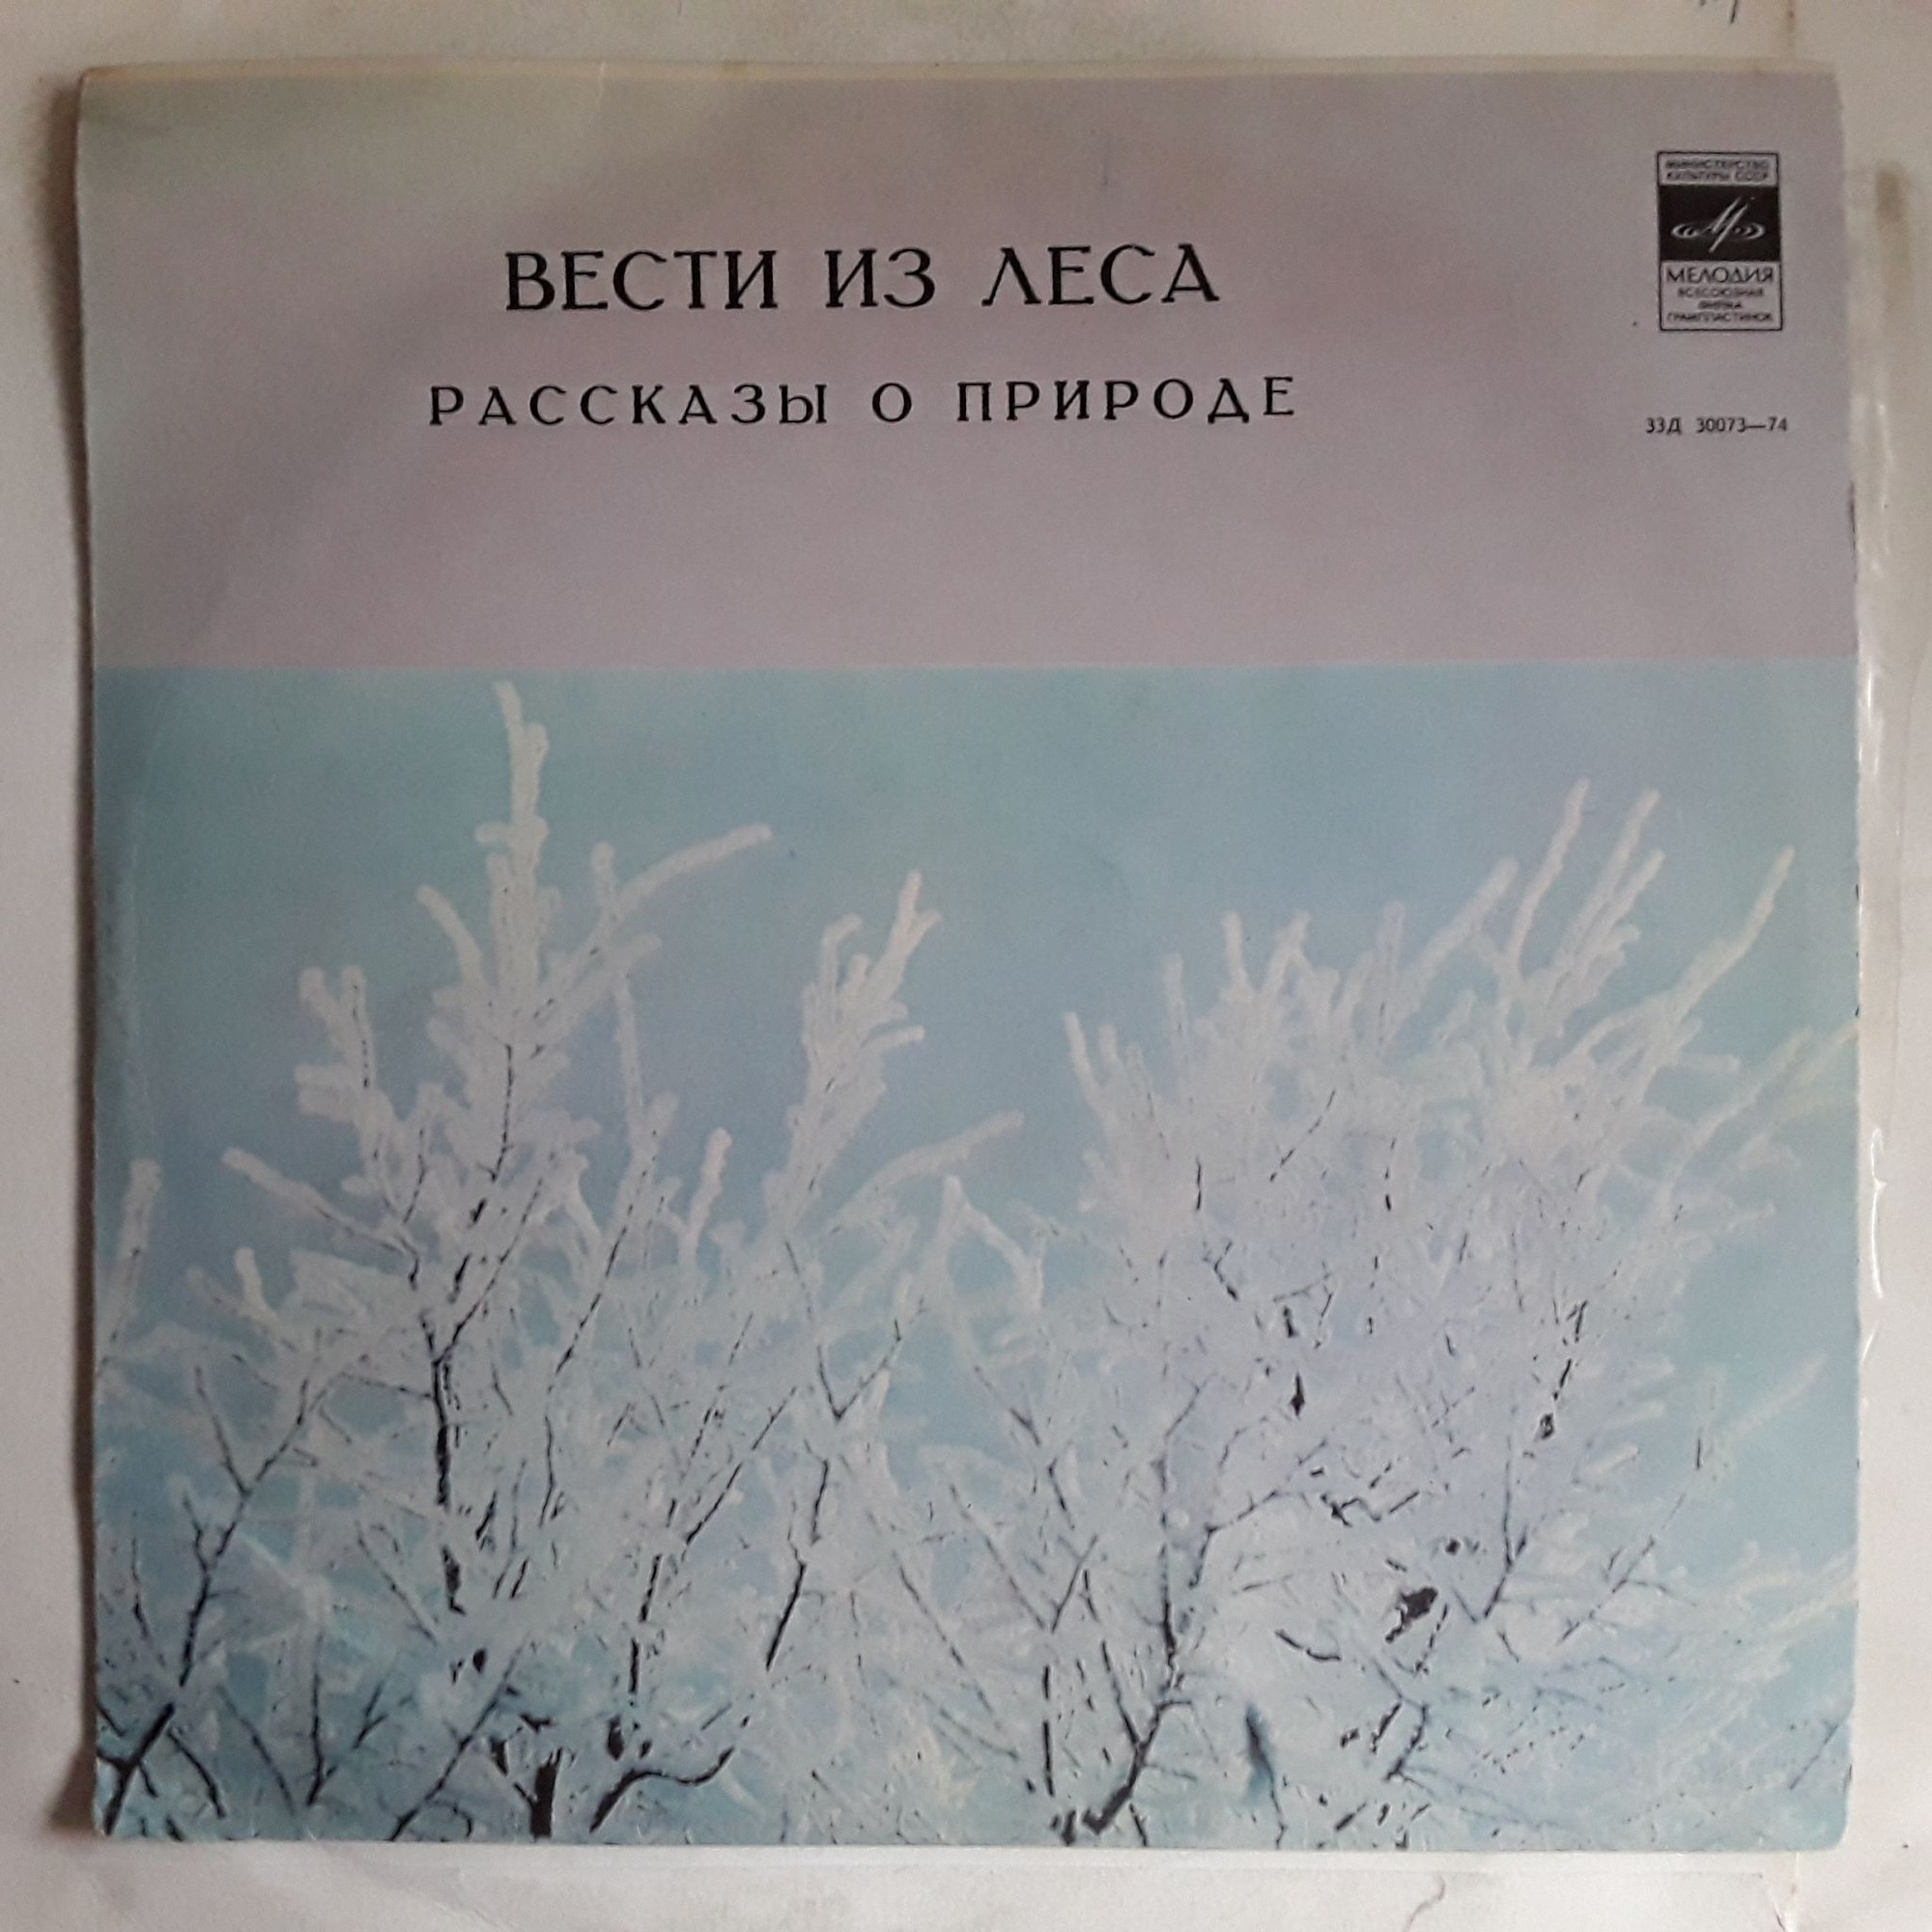 ВЕСТИ ИЗ ЛЕСА
РАССКАЗЫ О ПРИРОДЕ
МИНИСТЕРСТВО
КУЛЬТУРЫ СССР
МЕЛОДИЯ
ВСЕСОЮЗНАЯ
ФИРМА
ГРАМПЛАСТИНОК
33Д 30073—74